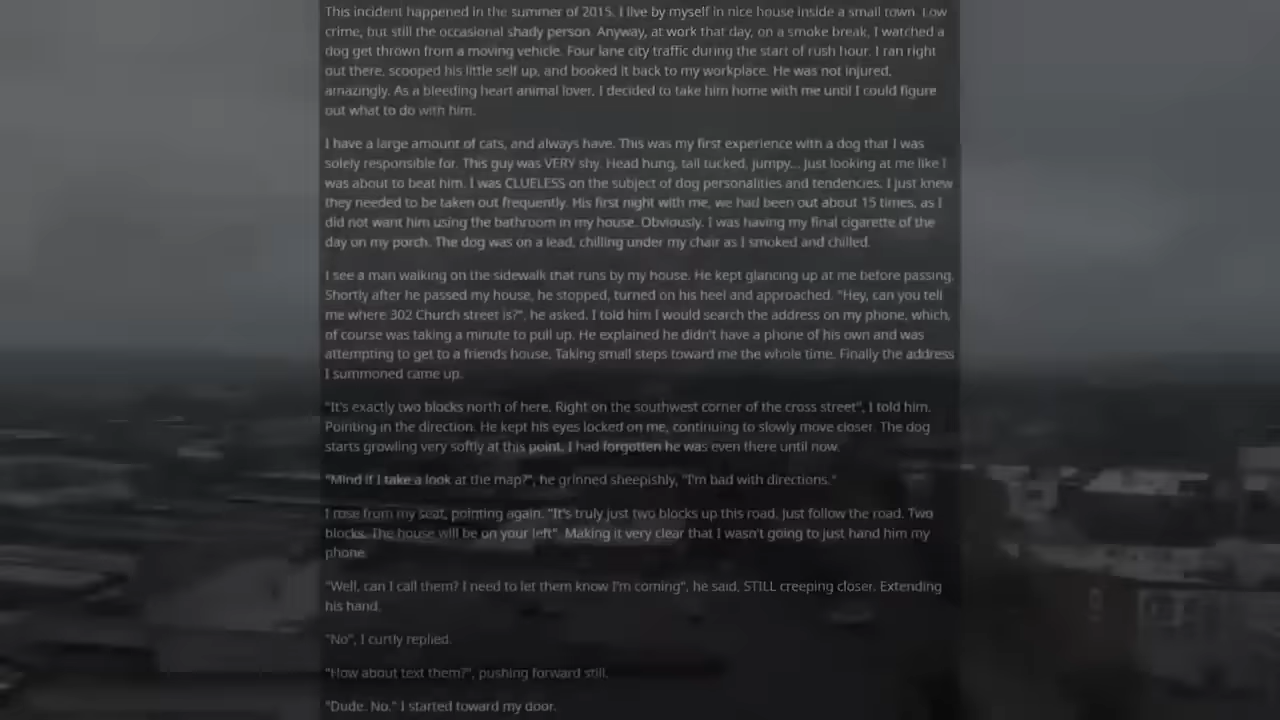 This incident happened in the summer of 2015. I live by myself in nice house inside a small town. Low
crime, but still the occasional shady person. Anyway, at work that day, on a smoke break, I watched a
dog get thrown from a moving vehicle. Four lane city traffic during the start of rush hour. I ran right
out there, scooped his little self up, and booked it back to my workplace. He was not injured,
amazingly. As a bleeding heart animal lover, I decided to take him home with me until I could figure
out what to do with him.
I have a large amount of cats, and always have. This was my first experience with a dog that I was
solely responsible for. This guy was VERY shy. Head hung, tail tucked, jumpy... Just looking at me like I
was about to beat him. I was CLUELESS on the subject of dog personalities and tendencies. I just knew
they needed to be taken out frequently. His first night with me, we had been out about 15 times, as I
did not want him using the bathroom in my house. Obviously. I was having my final cigarette of the
day on my porch. The dog was on a lead, chilling under my chair as I smoked and chilled.
I see a man walking on the sidewalk that runs by my house. He kept glancing up at me before passing.
Shortly after he passed my house, he stopped, turned on his heel and approached. "Hey, can you tell
me where 302 Church street is?", he asked. I told him I would search the address on my phone, which,
of course was taking a minute to pull up. He explained he didn't have a phone of his own and was
attempting to get to a friends house. Taking small steps toward me the whole time. Finally the address
I summoned came up.
"It's exactly two blocks north of here. Right on the southwest corner of the cross street", I told him.
Pointing in the direction. He kept his eyes locked on me, continuing to slowly move closer. The dog
starts growling very softly at this point. I had forgotten he was even there until now.
"Mind if I take a look at the map?", he grinned sheepishly, "I'm bad with directions."
I rose from my seat, pointing again. "It's truly just two blocks up this road. Just follow the road. Two
blocks. The house will be on your left". Making it very clear that I wasn't going to just hand him my
phone.
"Well, can I call them? I need to let them know I'm coming", he said, STILL creeping closer. Extending
his hand.
"No", I curtly replied.
"How about text them?", pushing forward still.
"Dude. No." I started toward my door.